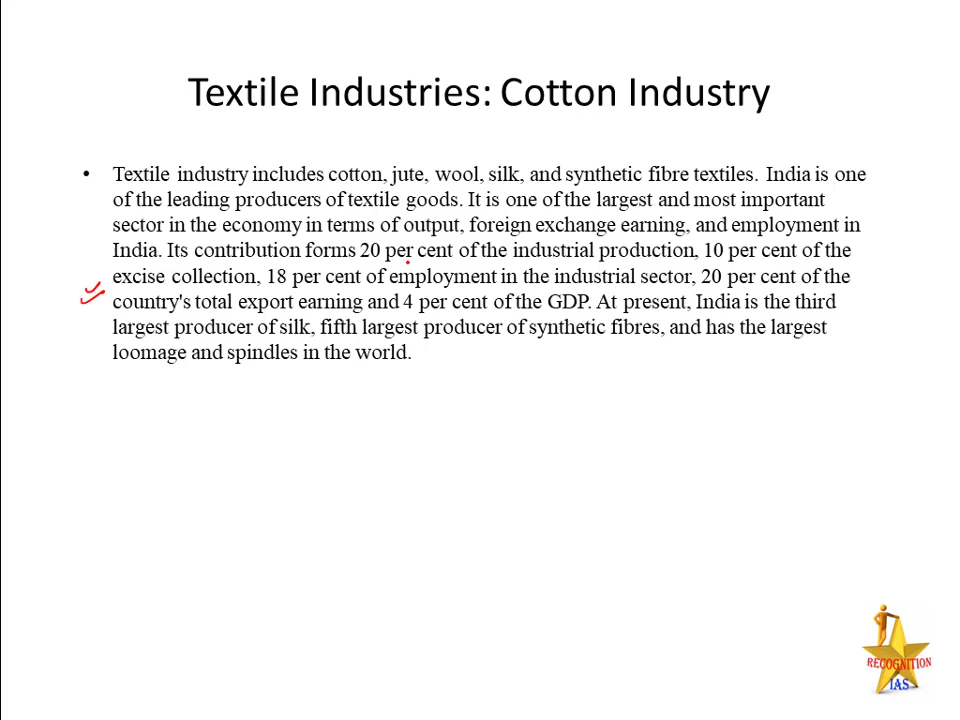 Textile Industries: Cotton Industry
• Textile industry includes cotton, jute, wool, silk, and synthetic fibre textiles. India is one
of the leading producers of textile goods. It is one of the largest and most important
sector in the economy in terms of output, foreign exchange earning, and employment in
India. Its contribution forms 20 per cent of the industrial production, 10 per cent of the
excise collection, 18 per cent of employment in the industrial sector, 20 per cent of the
country's total export earning and 4 per cent of the GDP. At present, India is the third
largest producer of silk, fifth largest producer of synthetic fibres, and has the largest
loomage and spindles in the world.
RECOGNITION
IAS